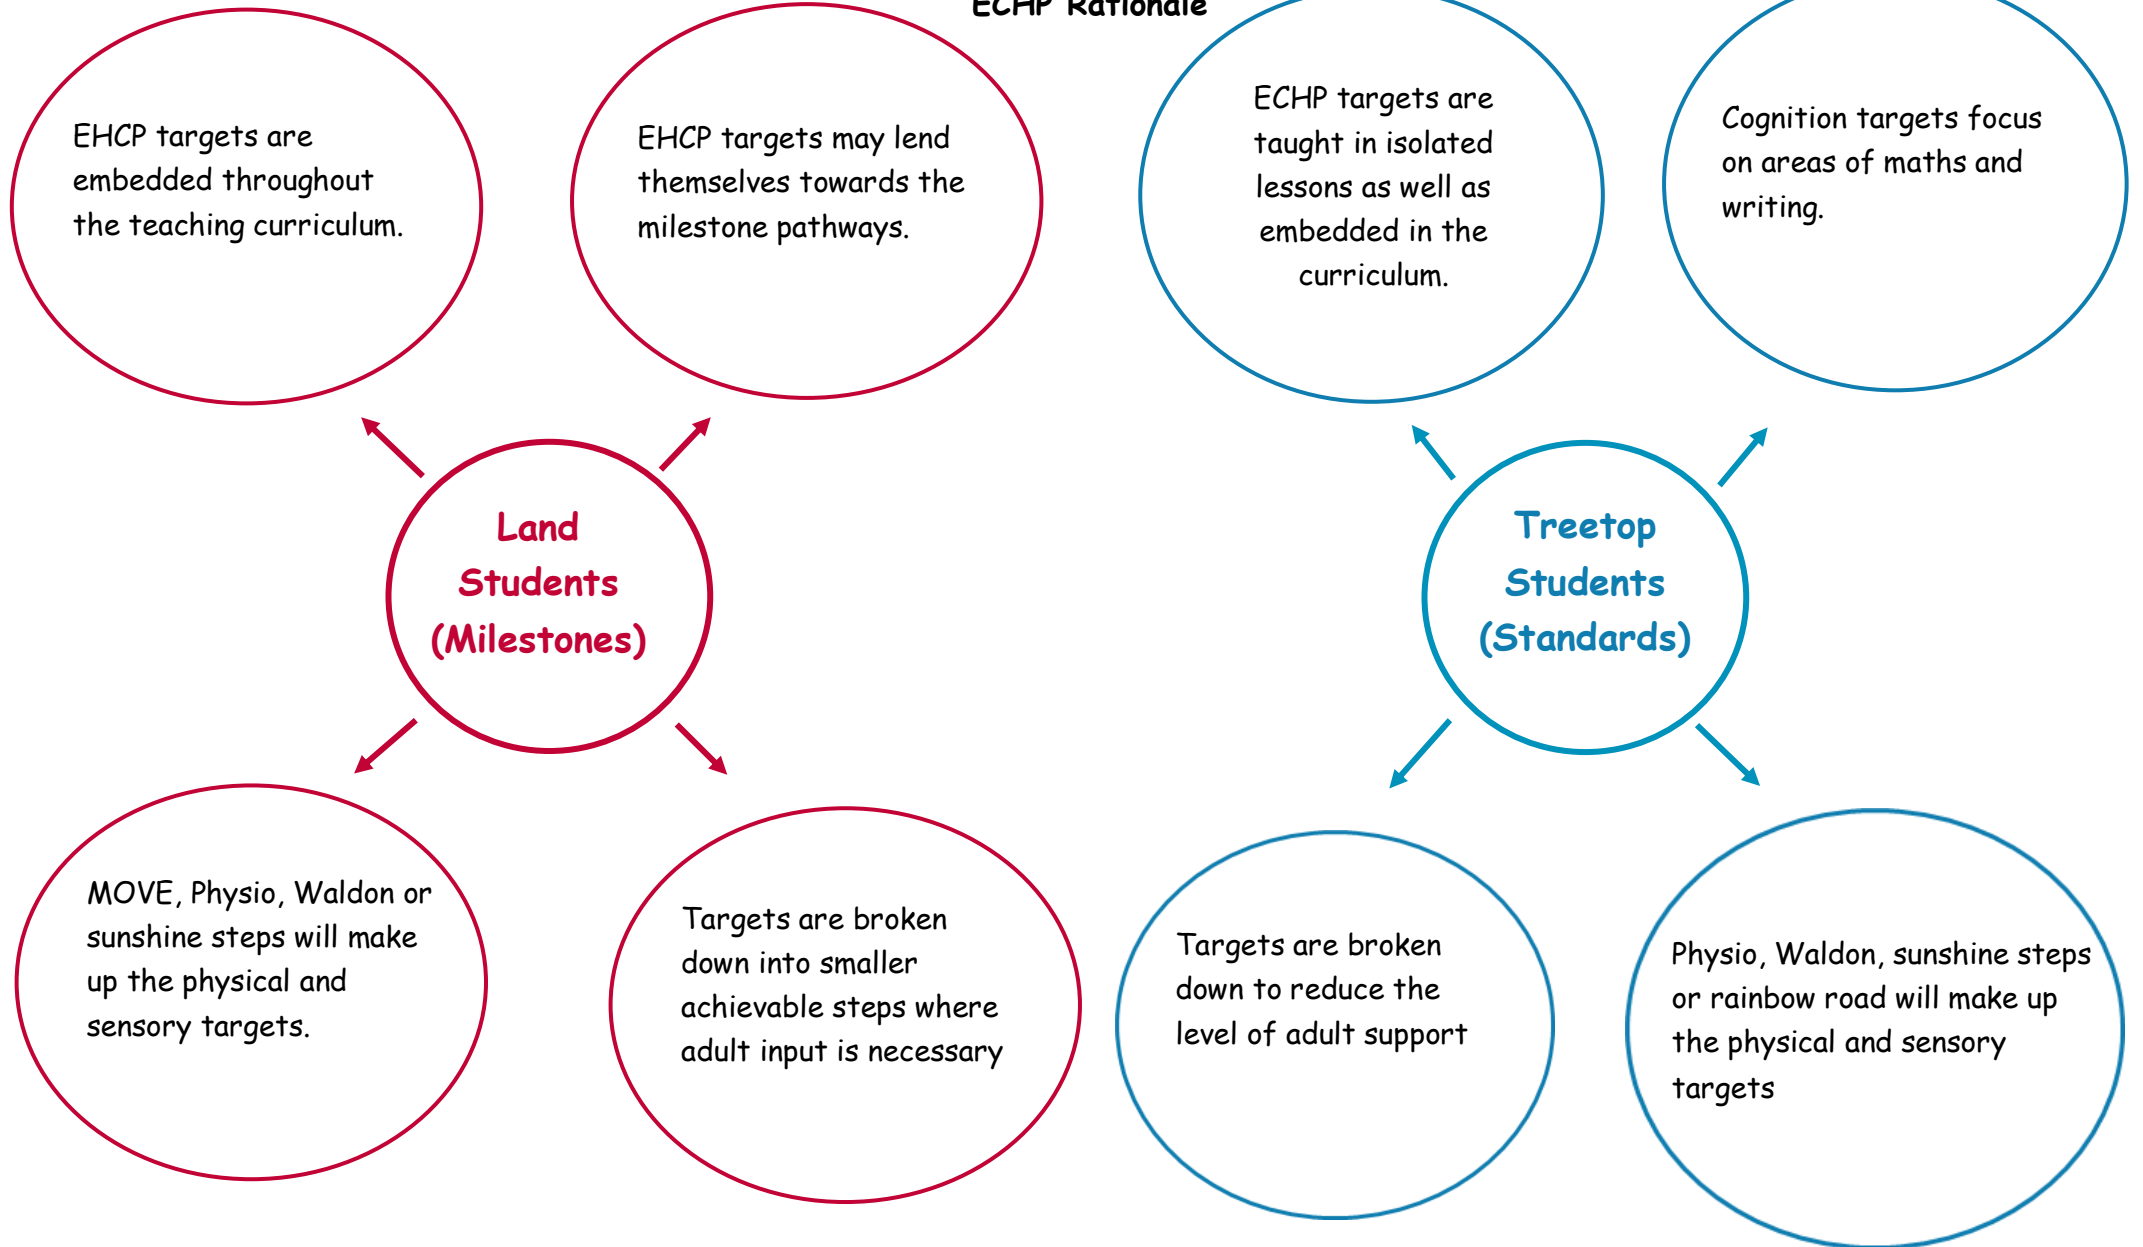 ECHP Rationale
EHCP targets are
embedded throughout
the teaching curriculum.
EHCP targets may lend
themselves towards the
milestone pathways.
ECHP targets are
taught in isolated
lessons as well as
embedded in the
curriculum.
Cognition targets focus
on areas of maths and
writing.
Land
Students
(Milestones)
Treetop
Students
(Standards)
MOVE, Physio, Waldon or
sunshine steps will make
up the physical and
sensory targets.
Targets are broken
down into smaller
achievable steps where
adult input is necessary
Targets are broken
down to reduce the
level of adult support
Physio, Waldon, sunshine steps
or rainbow road will make up
the physical and sensory
targets